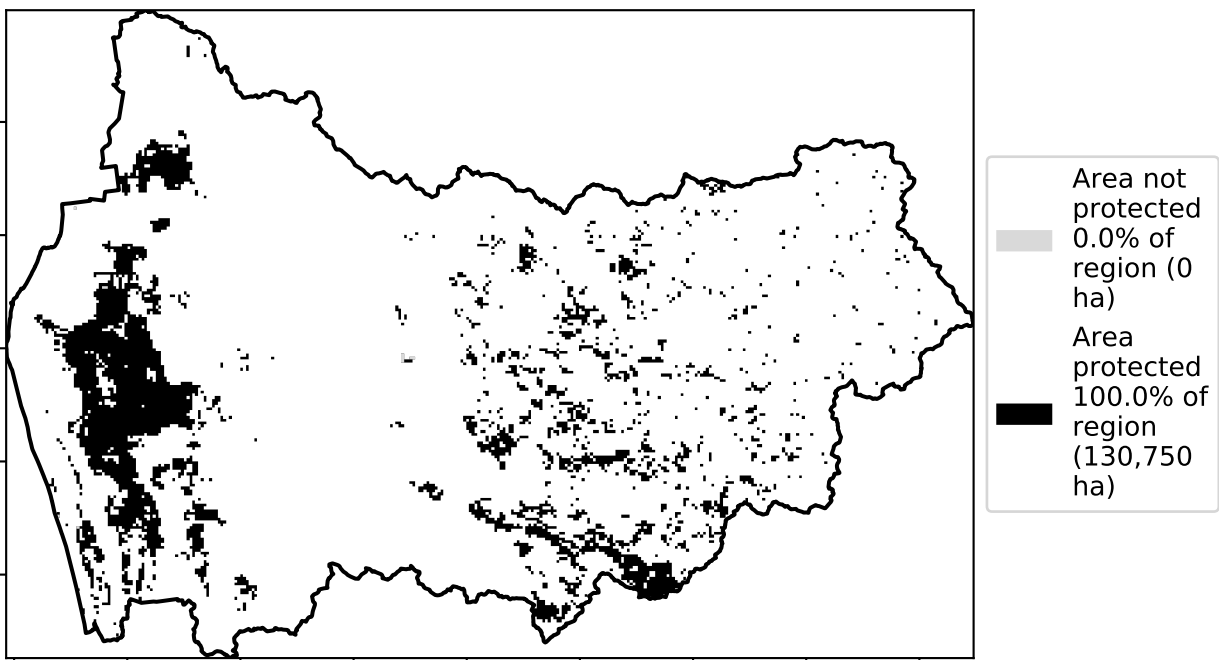 Area not
protected
0.0% of
region (0
ha)
Area
protected
100.0% of
region
(130,750
ha)